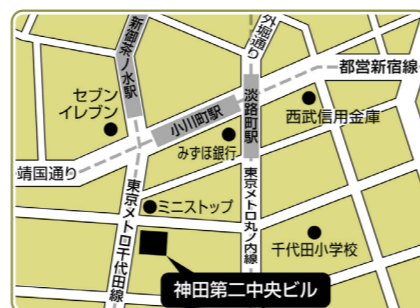 新御茶ノ水駅
外堀通り
都営新宿線
セブン
イレブン
小川町駅
淡路町駅
西武信用金庫
みずほ銀行
靖国通り
東京メトロ千代田線
ミニストップ
東京メトロ丸ノ内線
千代田小学校
神田第二中央ビル